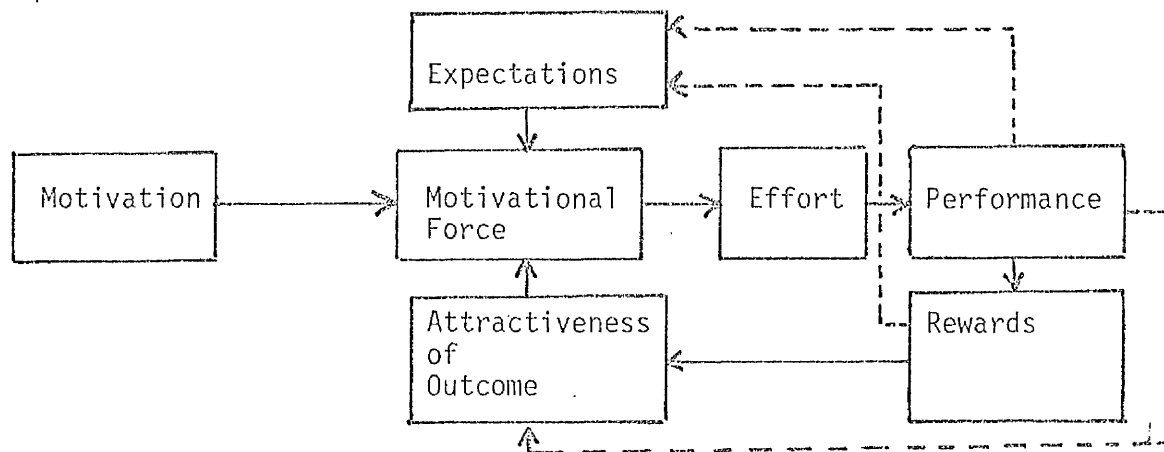 Expectations
Motivation
Motivational
Force
Effort
Performance
Attractiveness
of
Outcome
Rewards